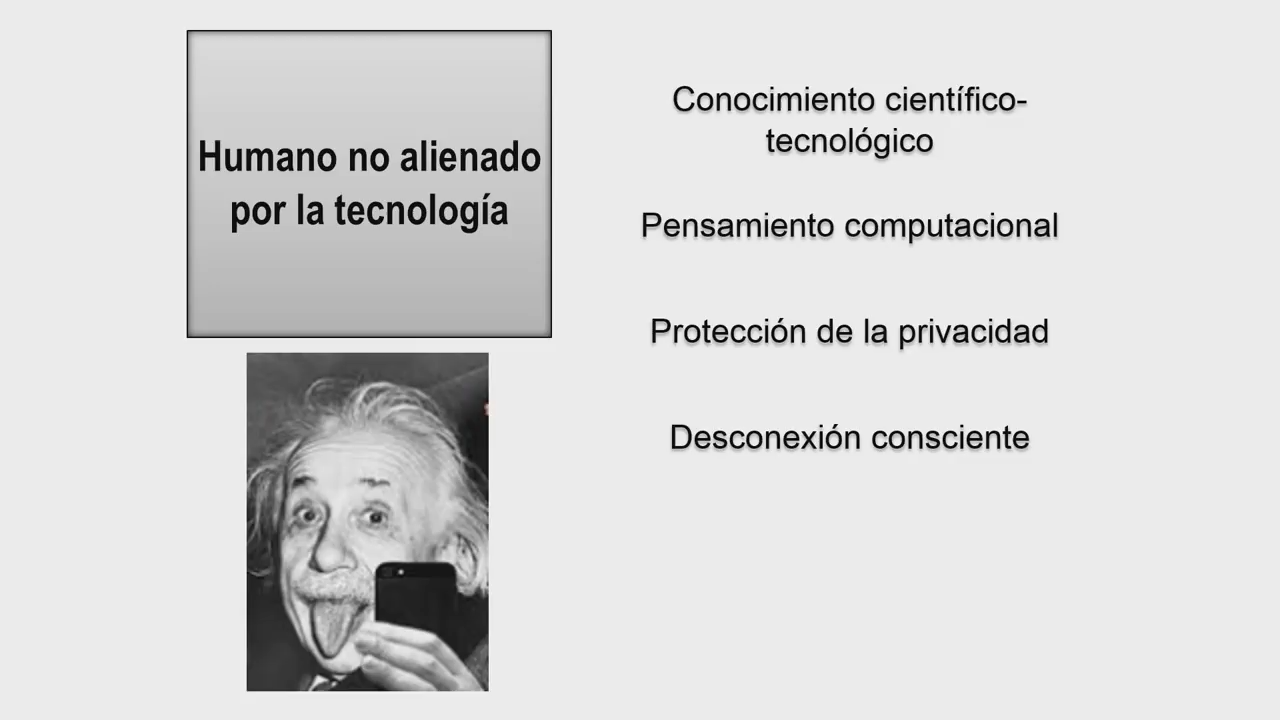 Humano no alienado
por la tecnología
Conocimiento científico-
tecnológico
Pensamiento computacional
Protección de la privacidad
Desconexión consciente